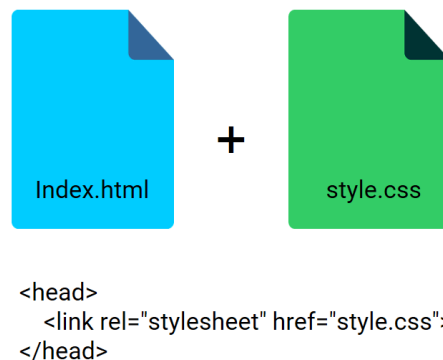 Index.html
+
style.css
<head>
<link rel="stylesheet" href="style.css">
</head>